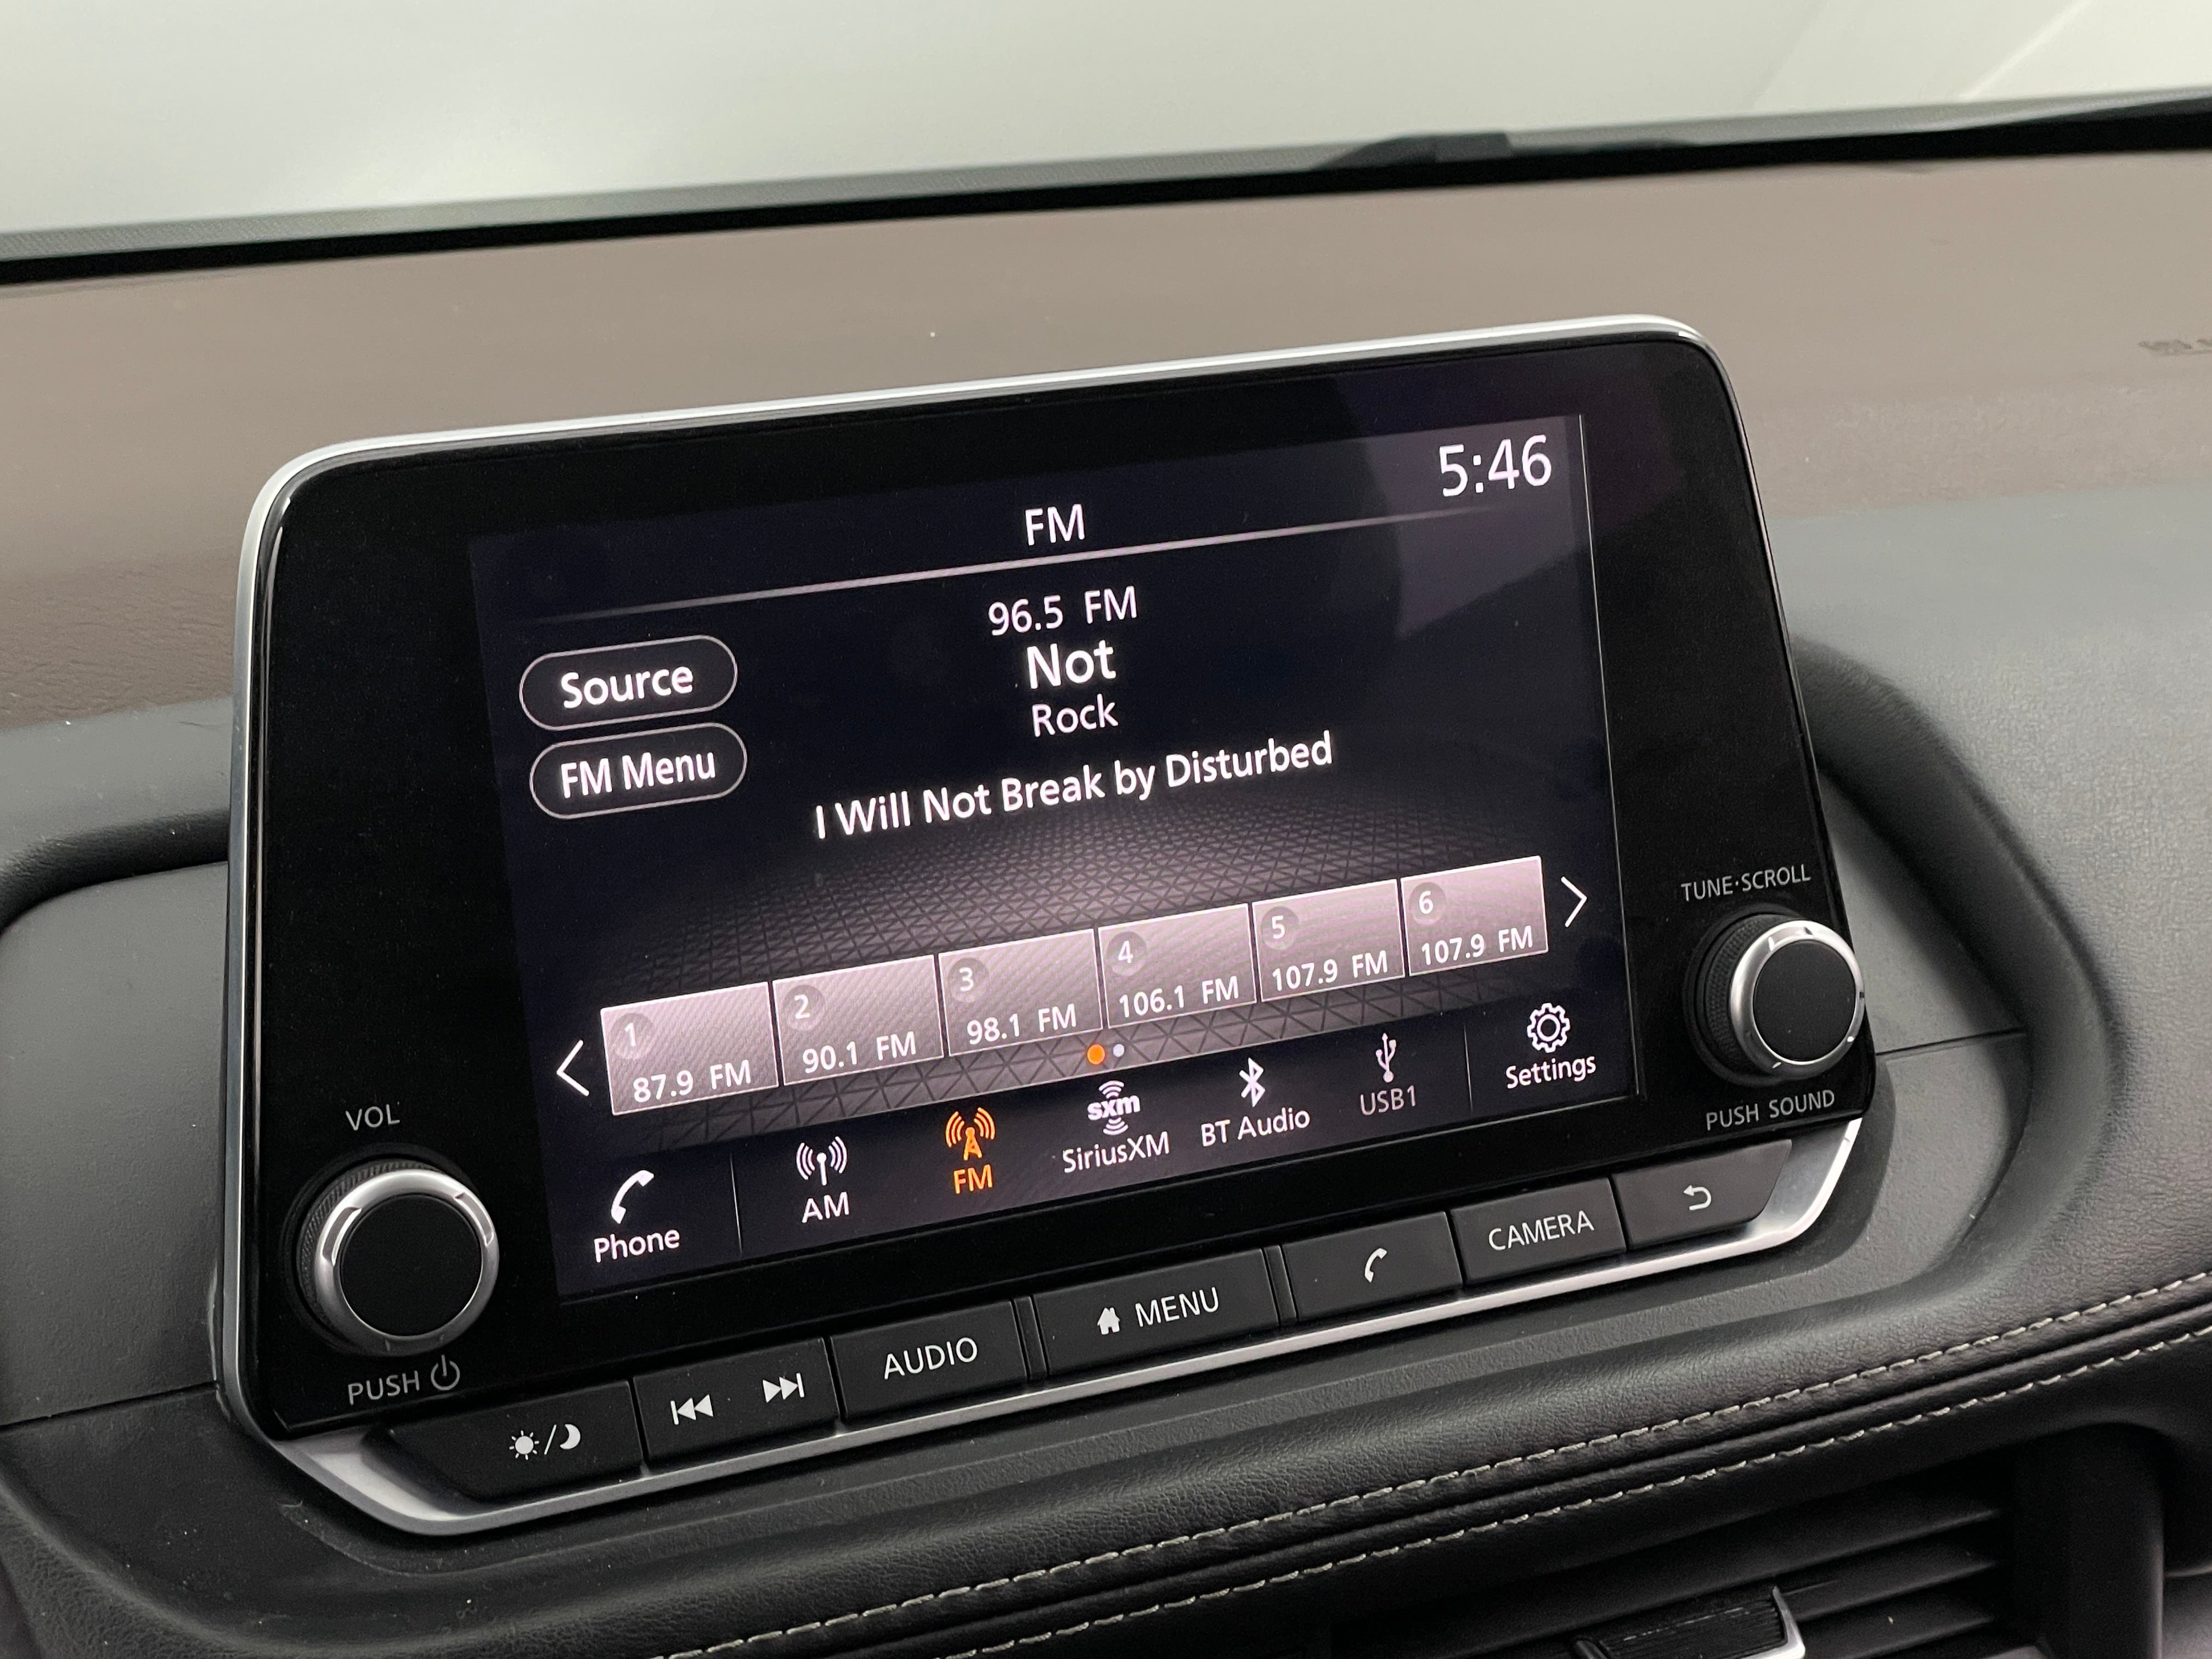 5:46
FM
96.5 FM
Not
Rock
I Will Not Break by Disturbed
Source
FM Menu
1
87.9 FM
2
90.1 FM
3
98.1 FM
4
106.1 FM
5
107.9 FM
6
107.9 FM
Phone
AM
FM
sxm
SiriusXM
BT Audio
USB1
Settings
VOL
PUSH
TUNE·SCROLL
PUSH SOUND
AUDIO
MENU
CAMERA